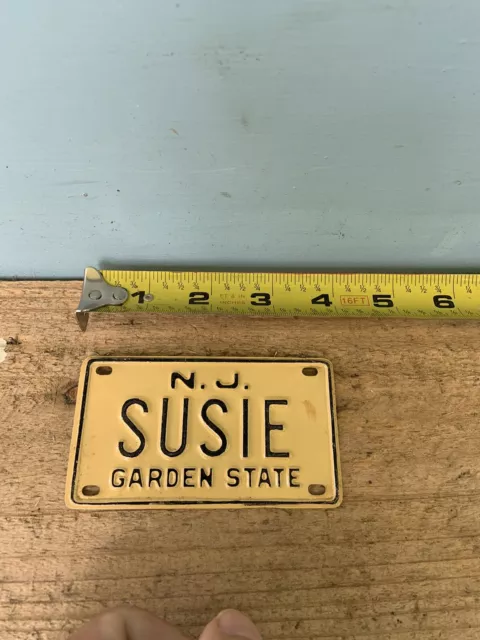 1 2 3 4 16FT 5 6
N.J.
SUSIE
GARDEN STATE